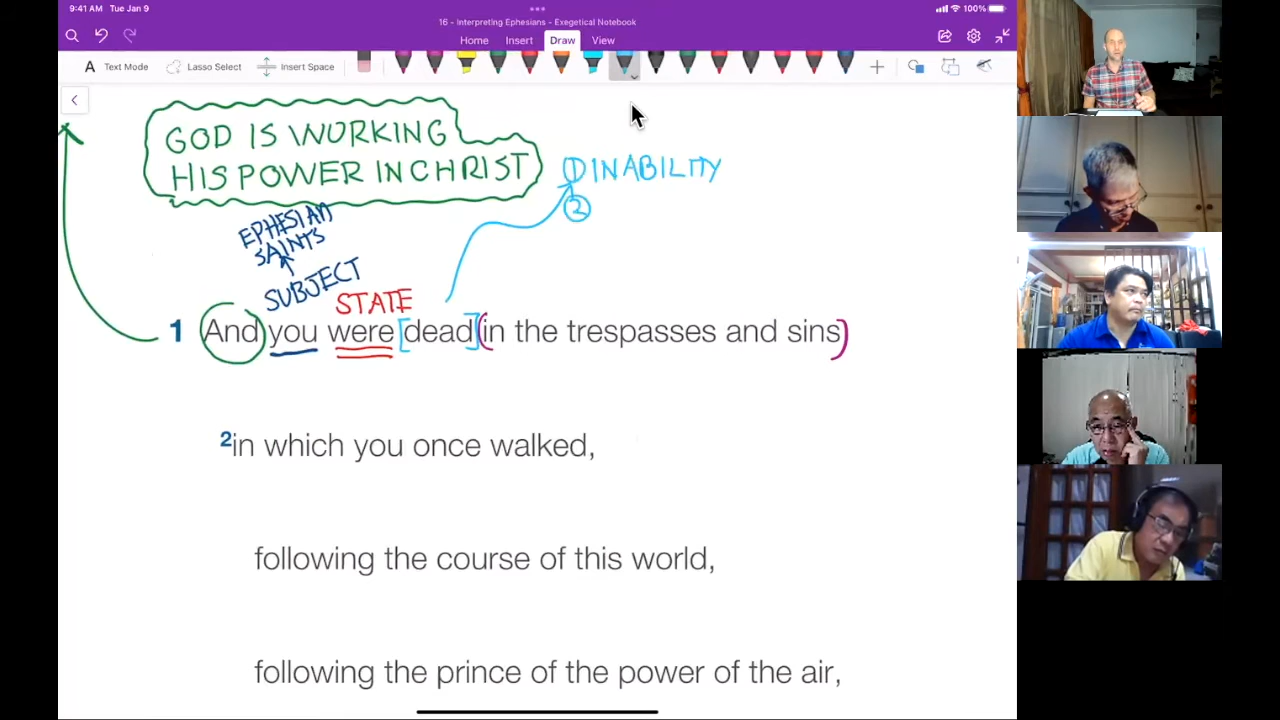 9:41 AM Tue Jan 9
100%
16 - Interpreting Ephesians - Exegetical Notebook
Home Insert Draw View
A Text Mode Lasso Select Insert Space
GOD IS WORKING
HIS POWER IN CHRIST
① INABILITY
②
EPHESIAN
SAINTS
SUBJECT
STATE
1 And you were [dead] (in the trespasses and sins)
2in which you once walked,
following the course of this world,
following the prince of the power of the air,